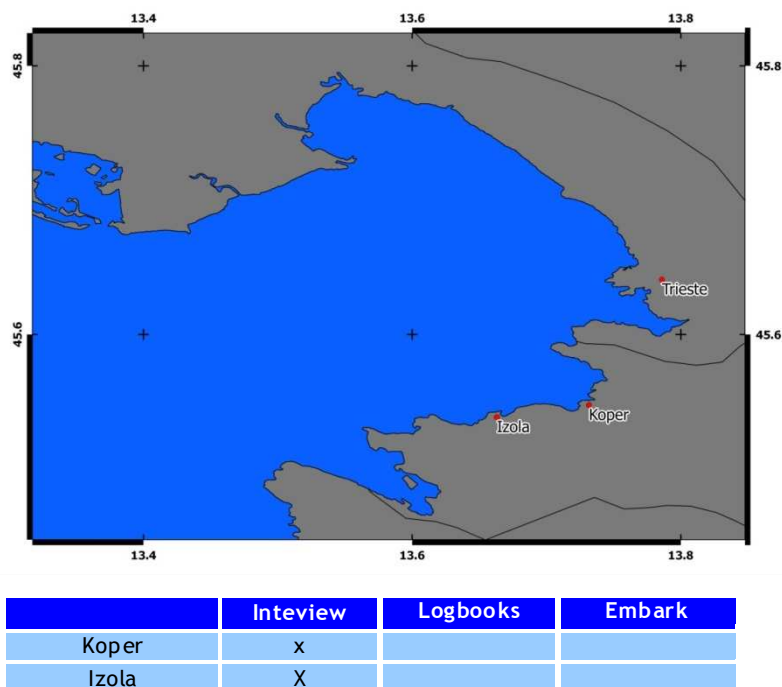 13.4 13.6 13.8
45.8 45.8
Trieste
45.6 45.6
Koper
Izola
13.4 13.6 13.8
Inteview Logbooks Embark
Koper x
Izola X